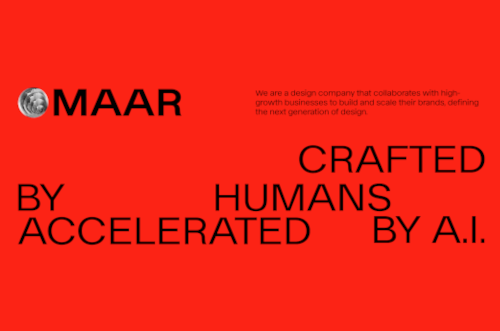 MAAR
We are a design company that collaborates with high-
growth businesses to build and scale their brands, defining
the next generation of design.
CRAFTED
BY HUMANS
ACCELERATED BY A.I.